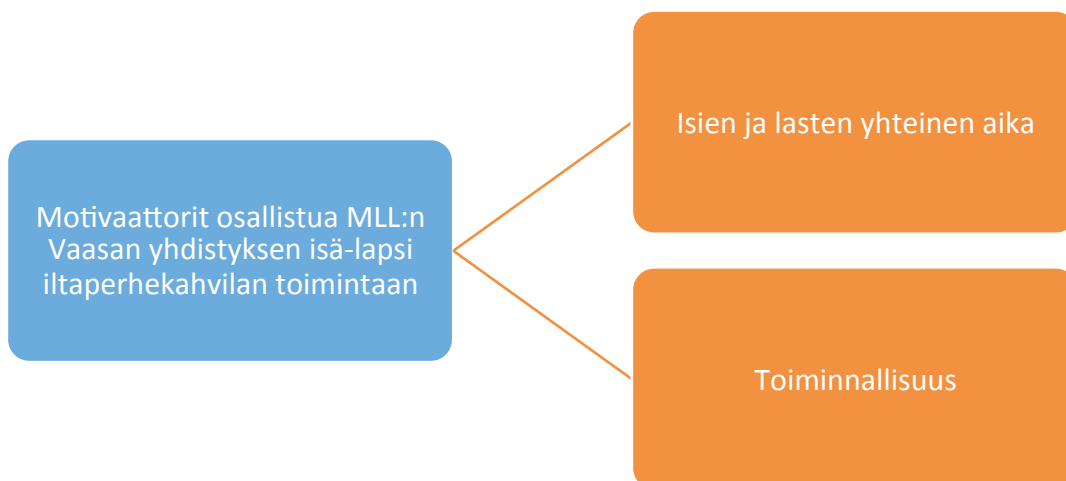 Motivaattorit osallistua MLL:n
Vaasan yhdistyksen isä-lapsi
iltaperhekahvilan toimintaan
Isien ja lasten yhteinen aika
Toiminnallisuus